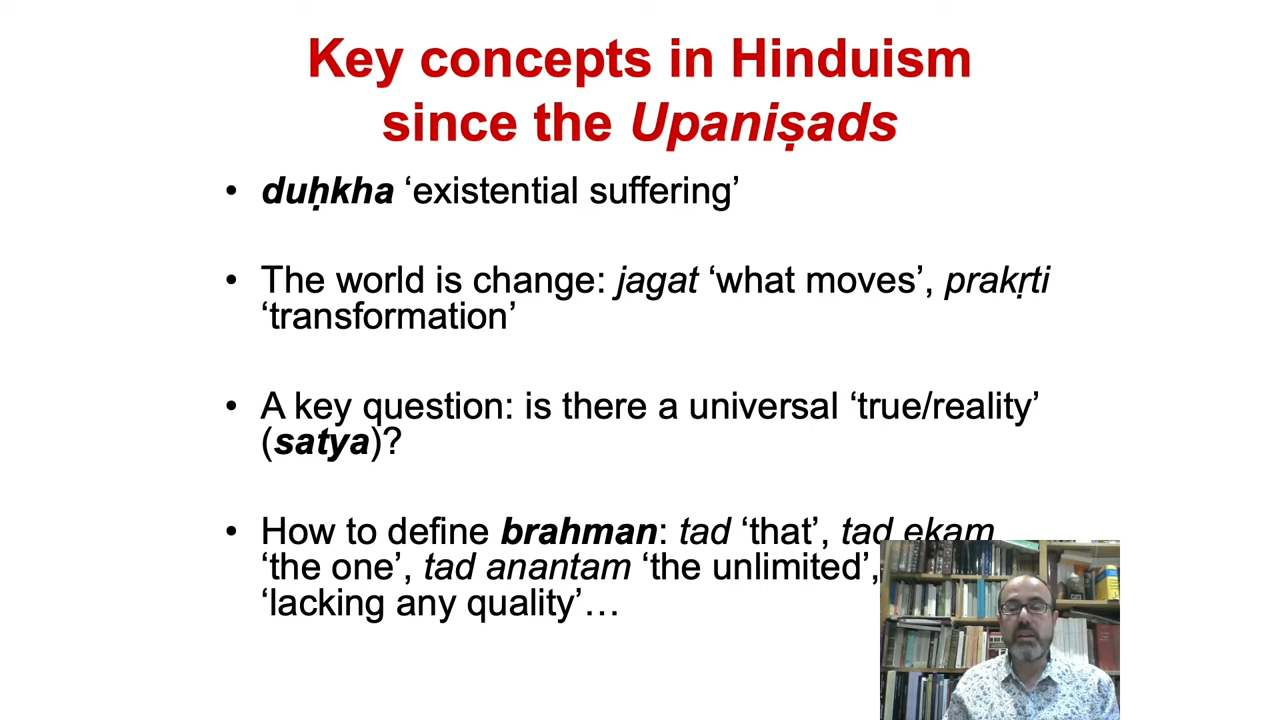 Key concepts in Hinduism
since the Upaniṣads
• duḥkha ‘existential suffering’
• The world is change: jagat ‘what moves’, prakṛti
‘transformation’
• A key question: is there a universal ‘true/reality’
(satya)?
• How to define brahman: tad ‘that’, tad ekam
‘the one’, tad anantam ‘the unlimited’,
‘lacking any quality’…